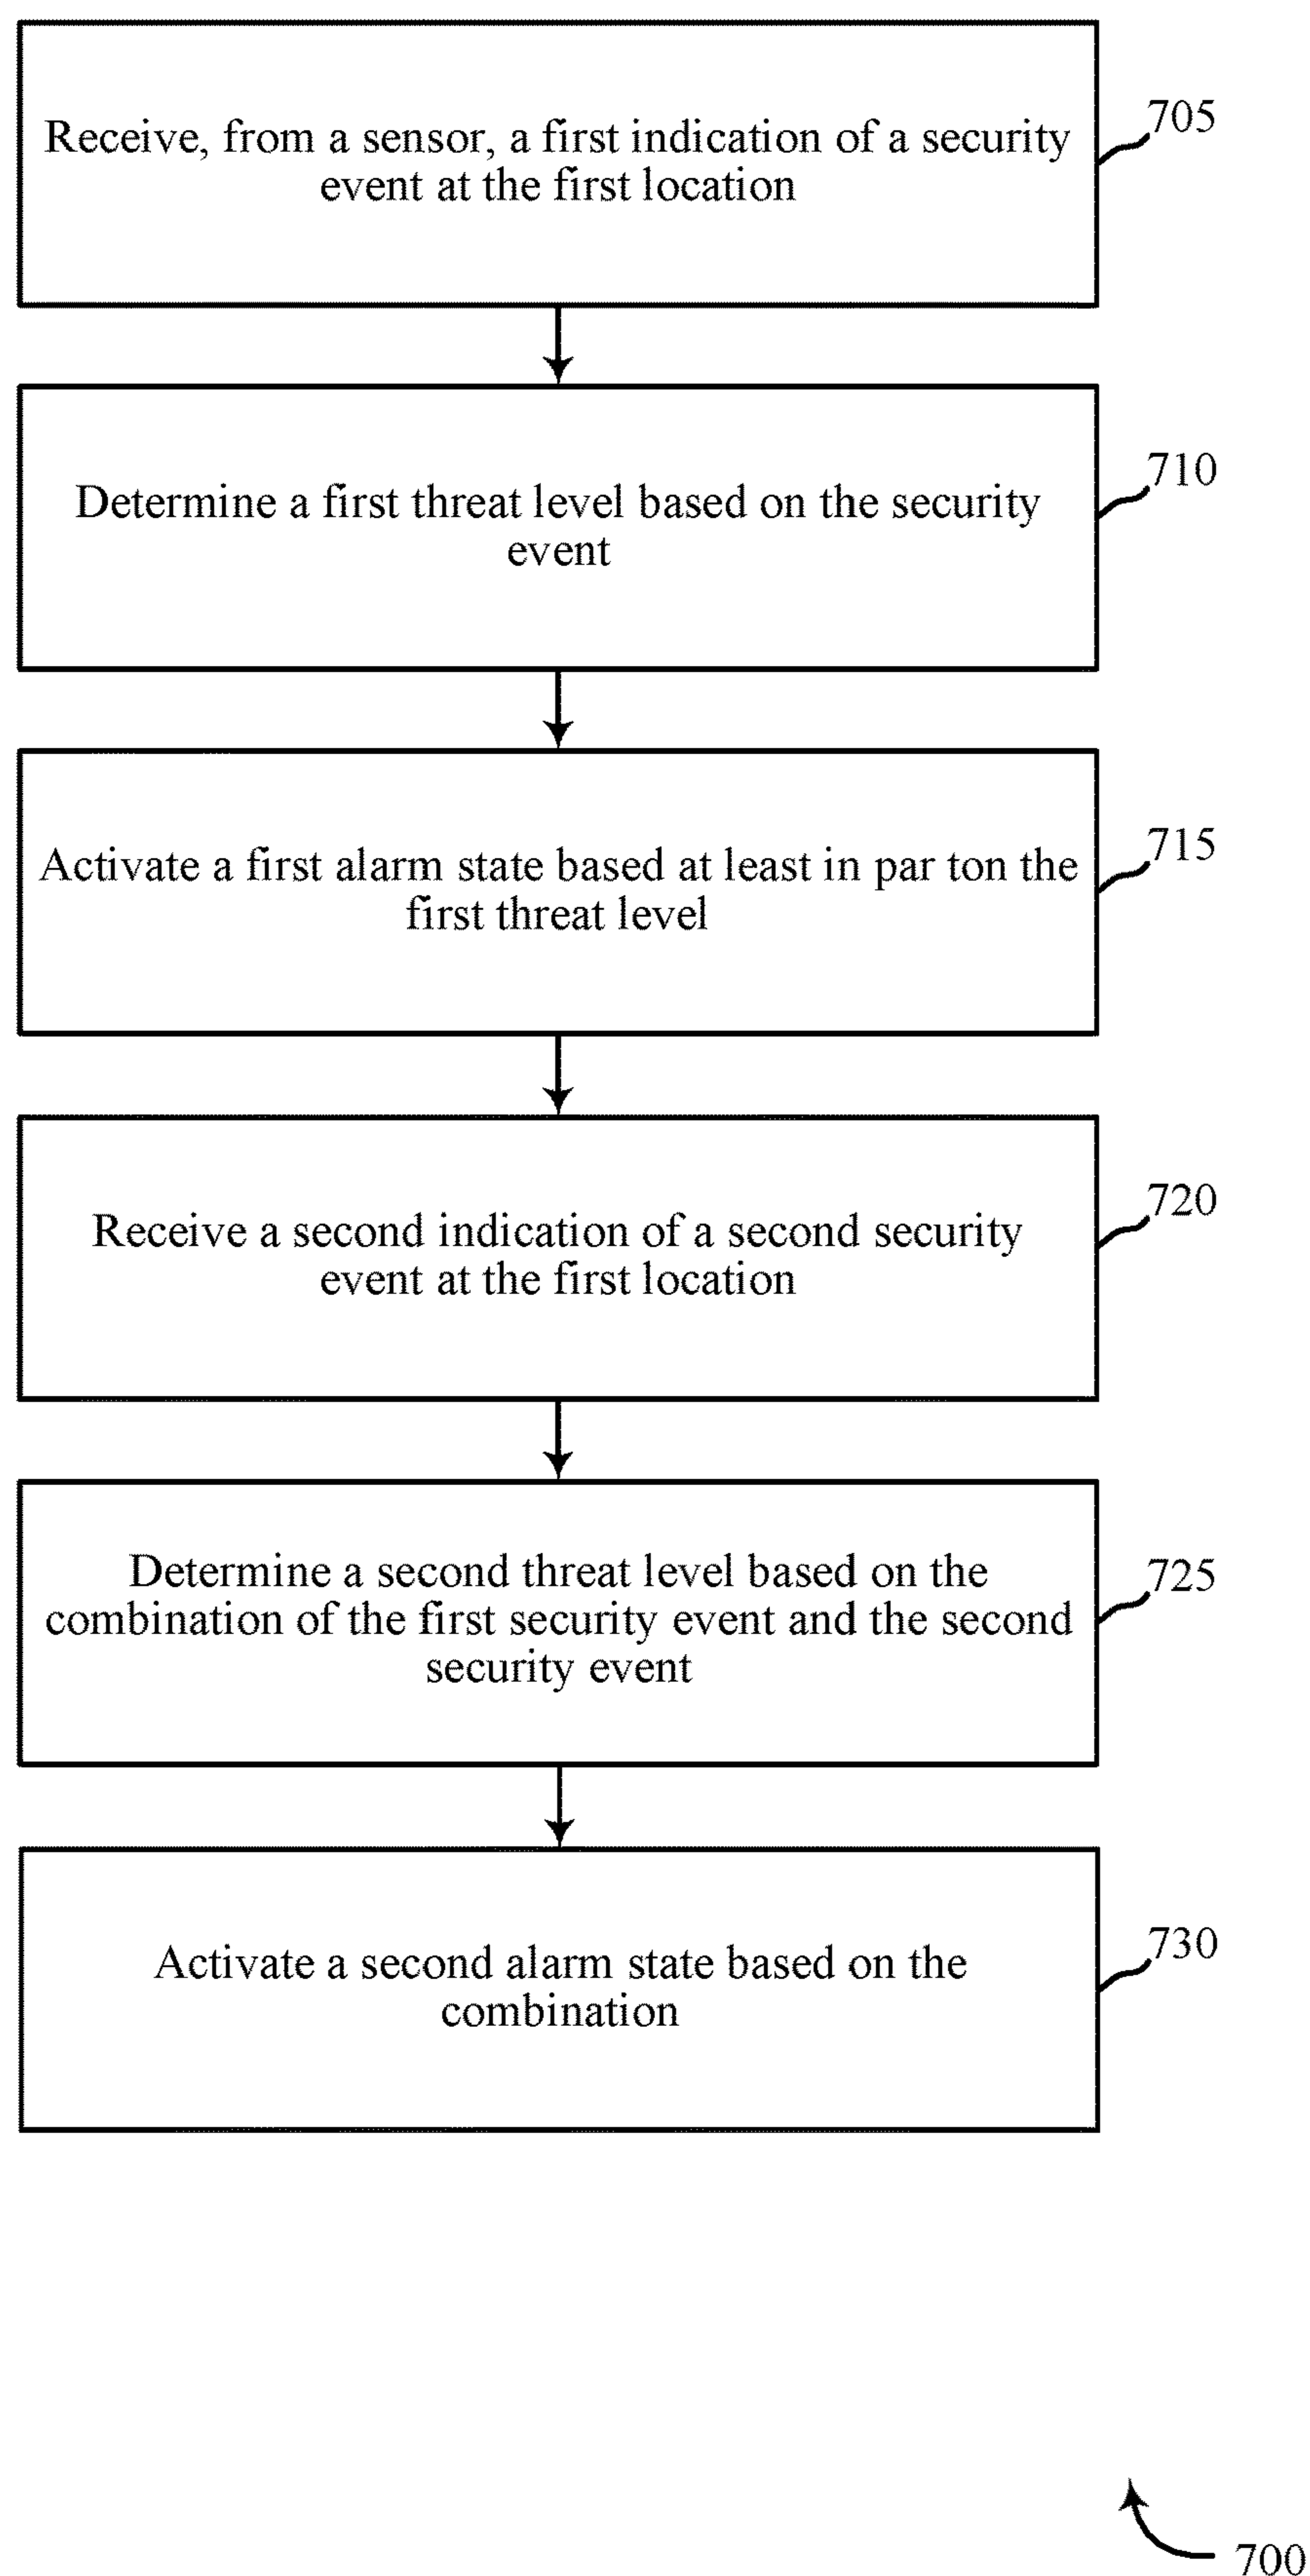 Receive, from a sensor, a first indication of a security
event at the first location
705
Determine a first threat level based on the security
event
710
Activate a first alarm state based at least in par ton the
first threat level
715
Receive a second indication of a second security
event at the first location
720
Determine a second threat level based on the
combination of the first security event and the second
security event
725
Activate a second alarm state based on the
combination
730
700